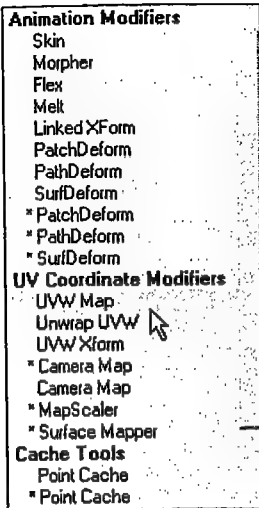 Animation Modifiers
Skin
Morpher
Flex
Melt
Linked XForm
PatchDeform
PathDeform
SurfDeform
* PatchDeform
* PathDeform
* SurfDeform
UV Coordinate Modifiers
UVW Map
Unwrap UVW
UVW Xform
* Camera Map
Camera Map
* MapScaler
* Surface Mapper
Cache Tools
Point Cache
* Point Cache